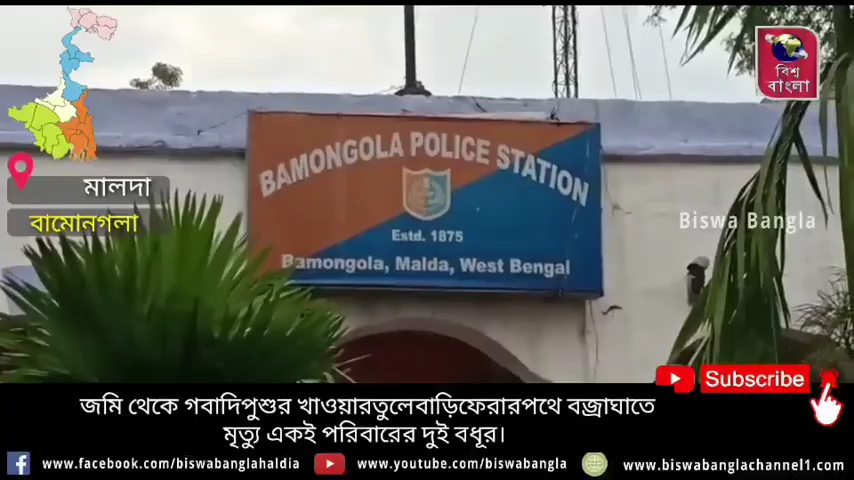 বিশ্ব
বাংলা
মালদা
বামোনগলা
BAMONGOLA POLICE STATION
Estd. 1875
Bamongola, Malda, West Bengal
Biswa Bangla
Subscribe
জমি থেকে গবাদিপুশুর খাওয়ারতুলেবাড়িফেরারপথে বজ্রাঘাতে
মৃত্যু একই পরিবারের দুই বধূর।
www.facebook.com/biswabanglahaldia
www.youtube.com/biswabangla
www.biswabanglachannel1.com